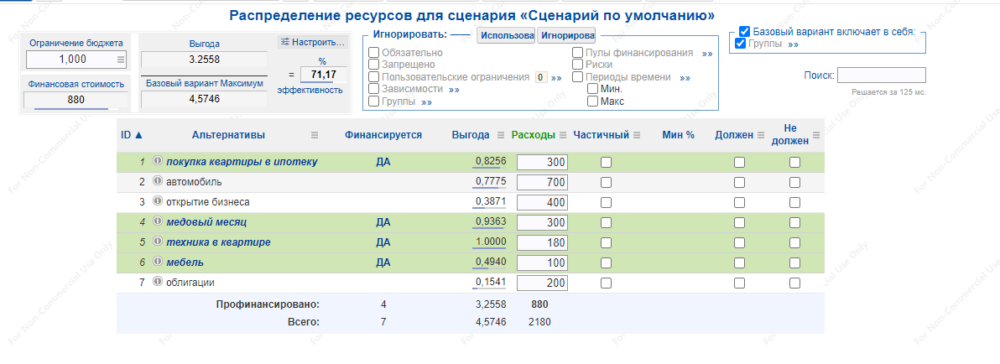 Распределение ресурсов для сценария «Сценарий по умолчанию»
Ограничение бюджета
1,000
Финансовая стоимость
880
Выгода
3.2558
Базовый вариант Максимум
4,5746
Настроить...
%
= 71,17
эффективность
Игнорировать: Использова Игнорирова
Обязательно
Запрещено
Пользовательские ограничения 0 »»
Зависимости »»
Группы »»
Пулы финансирования »»
Риски
Периоды времени »»
Мин.
Макс
Базовый вариант включает в себя:
Группы »»
Поиск:
Решается за 125 мс.
ID ▲ Альтернативы Финансируется Выгода Расходы Частичный Мин % Должен Не должен
1 покупка квартиры в ипотеку ДА 0,8256 300
2 автомобиль 0,7775 700
3 открытие бизнеса 0,3871 400
4 медовый месяц ДА 0,9363 300
5 техника в квартире ДА 1.0000 180
6 мебель ДА 0,4940 100
7 облигации 0,1541 200
Профинансировано: 4 3,2558 880
Всего: 7 4,5746 2180
For Non-Commercial Use Only